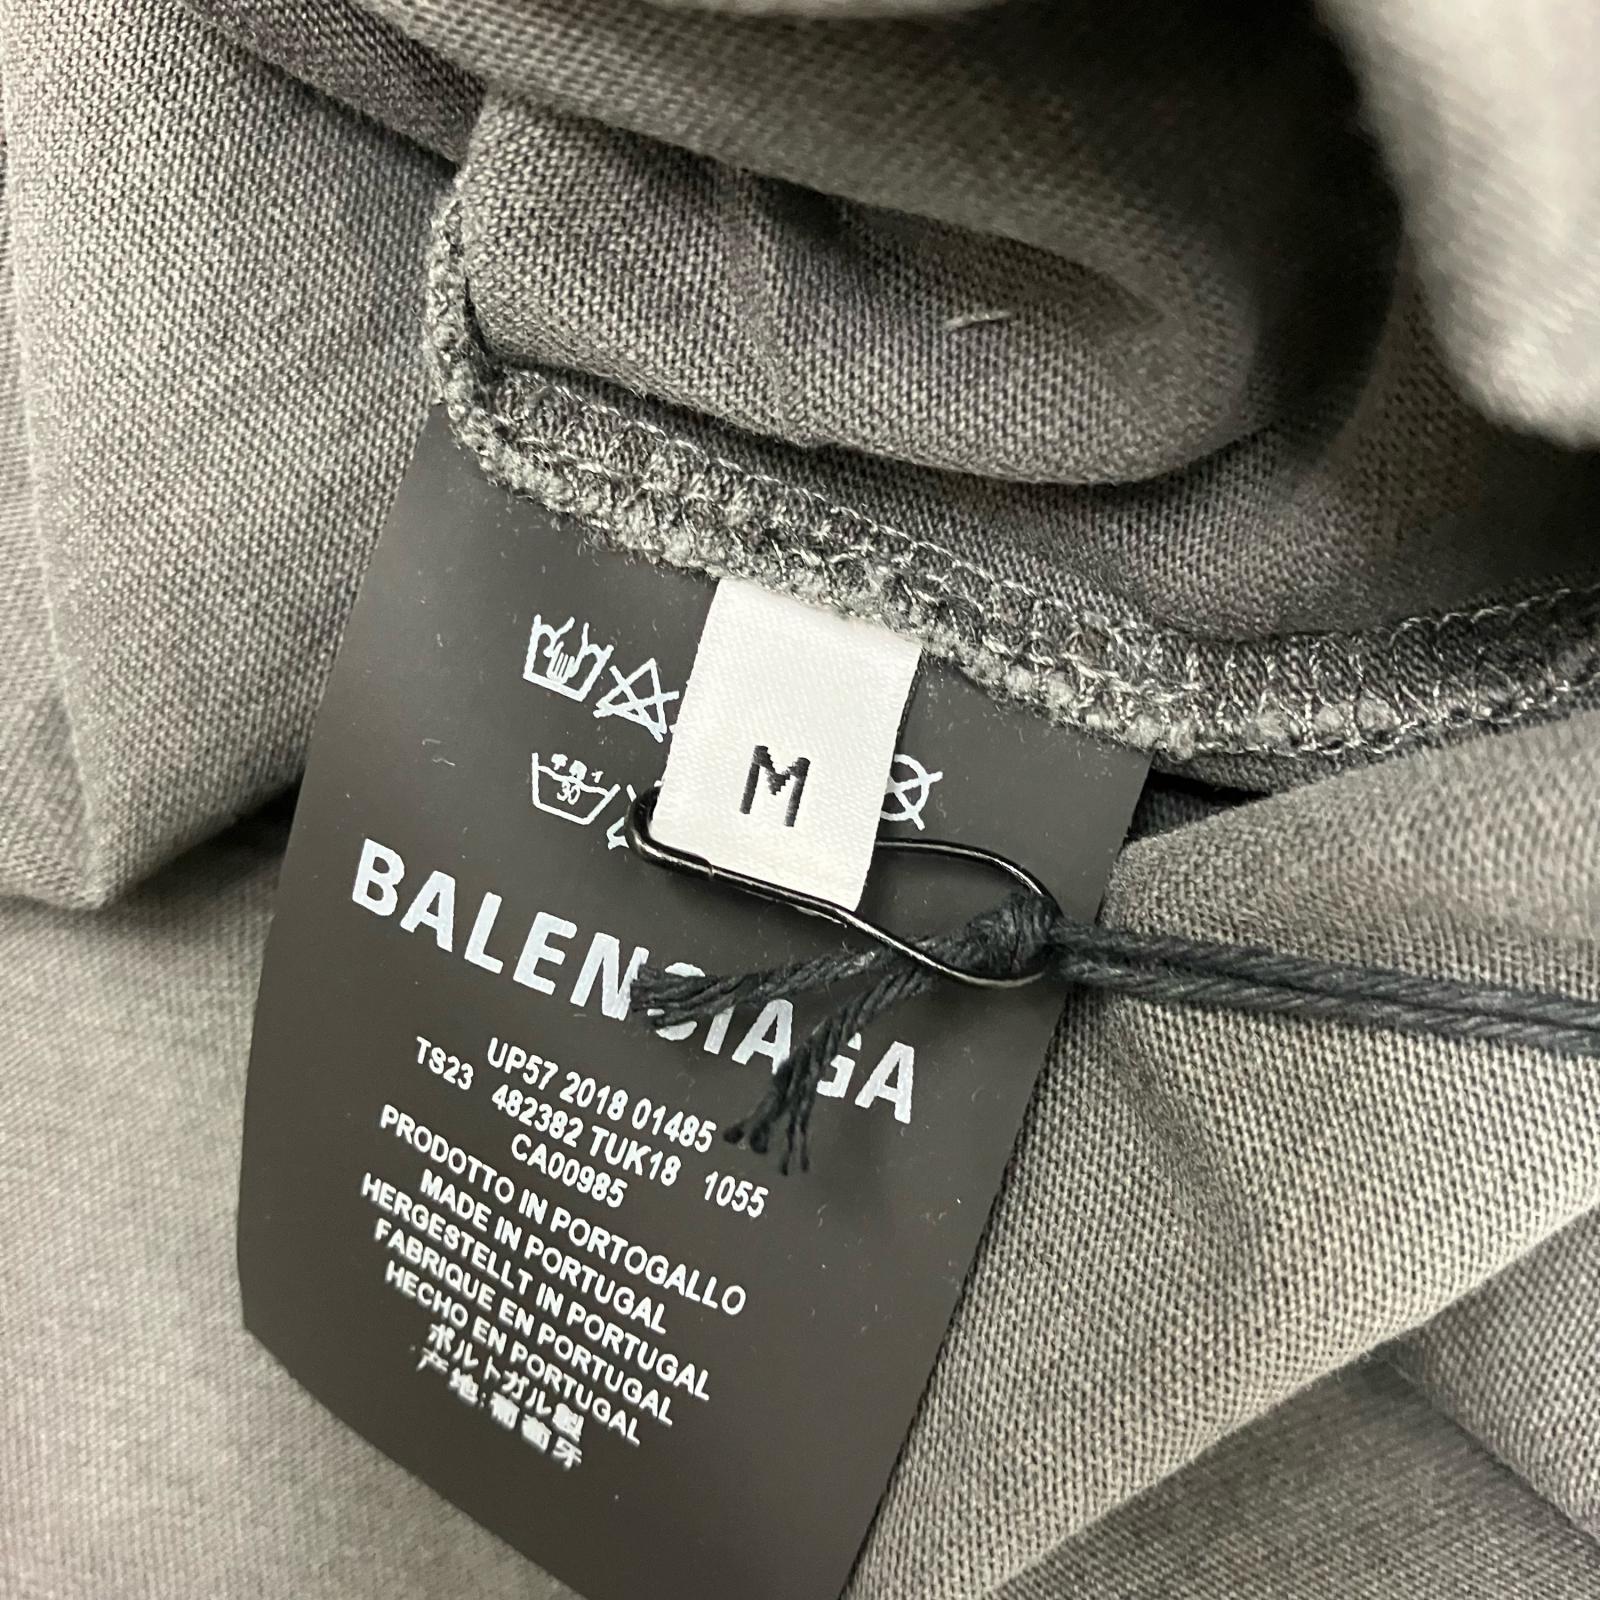 M
30
BALENCIAGA
UP57 2018 01485
TS23 482382 TUK18 1055
CA00985
PRODOTTO IN PORTOGALLO
MADE IN PORTUGAL
HERGESTELLT IN PORTUGAL
FABRIQUE EN PORTUGAL
HECHO EN PORTUGAL
ポルトガル製
产地:葡萄牙